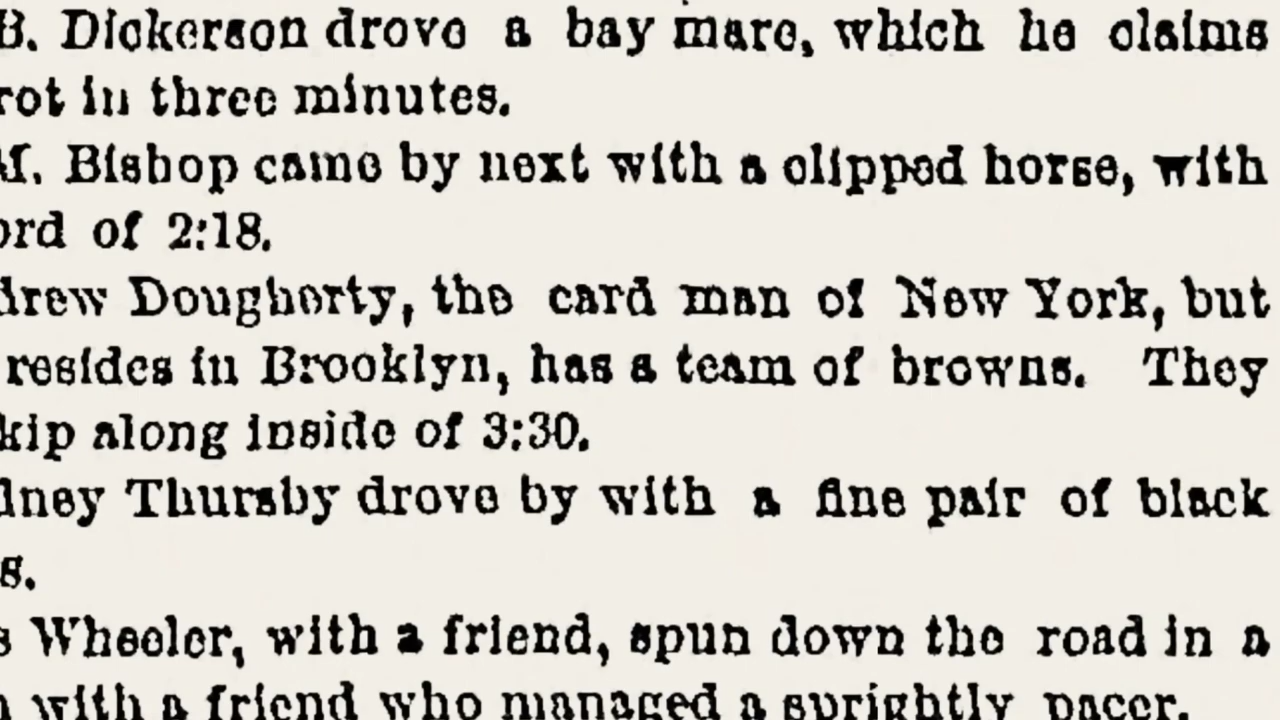 B. Dickerson drove a bay mare, which he claims
rot in three minutes.
M. Bishop came by next with a clipped horse, with
ord of 2:18.
drew Dougherty, the card man of New York, but
resides in Brooklyn, has a team of browns. They
kip along inside of 3:30.
dney Thursby drove by with a fine pair of black
s.
s Wheeler, with a friend, spun down the road in a
with a friend who managed a sprightly pacer.